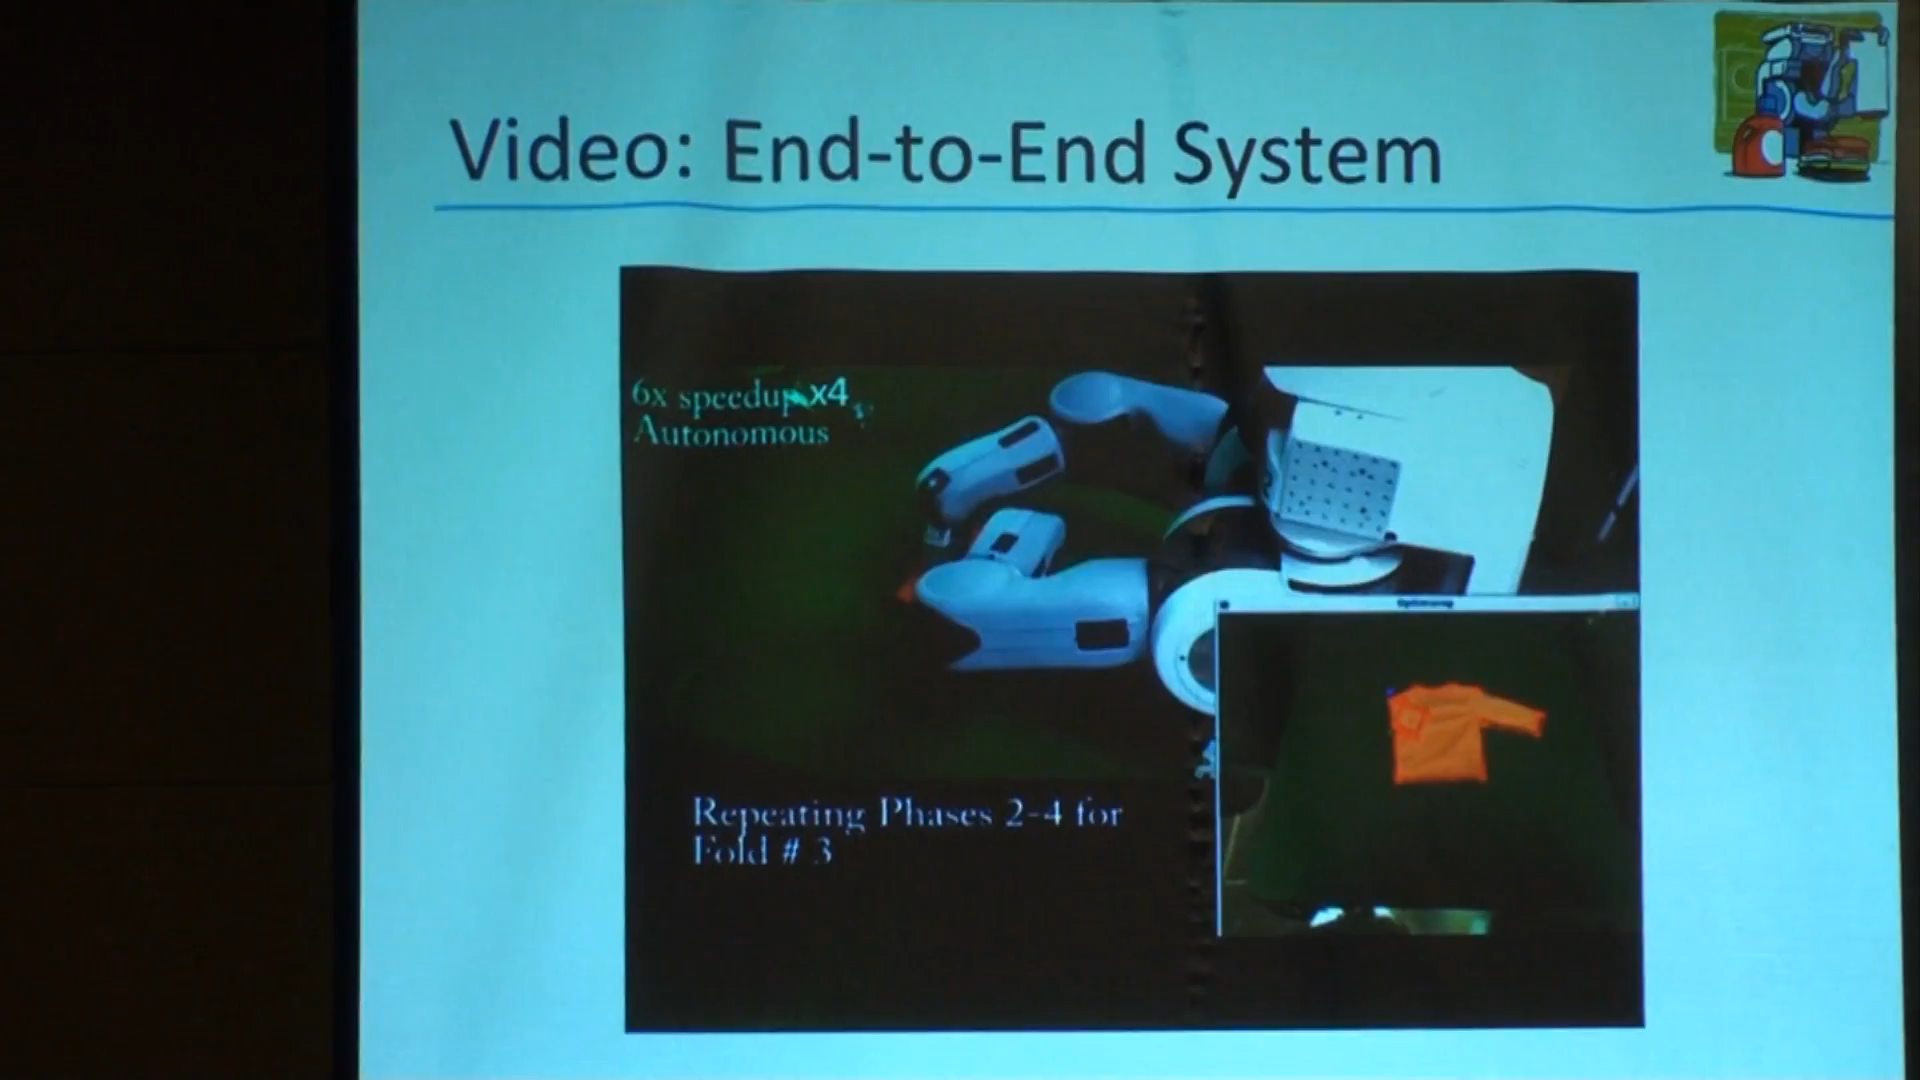 Video: End-to-End System
6x speedup x4
Autonomous
Repeating Phases 2-4 for
Fold # 3